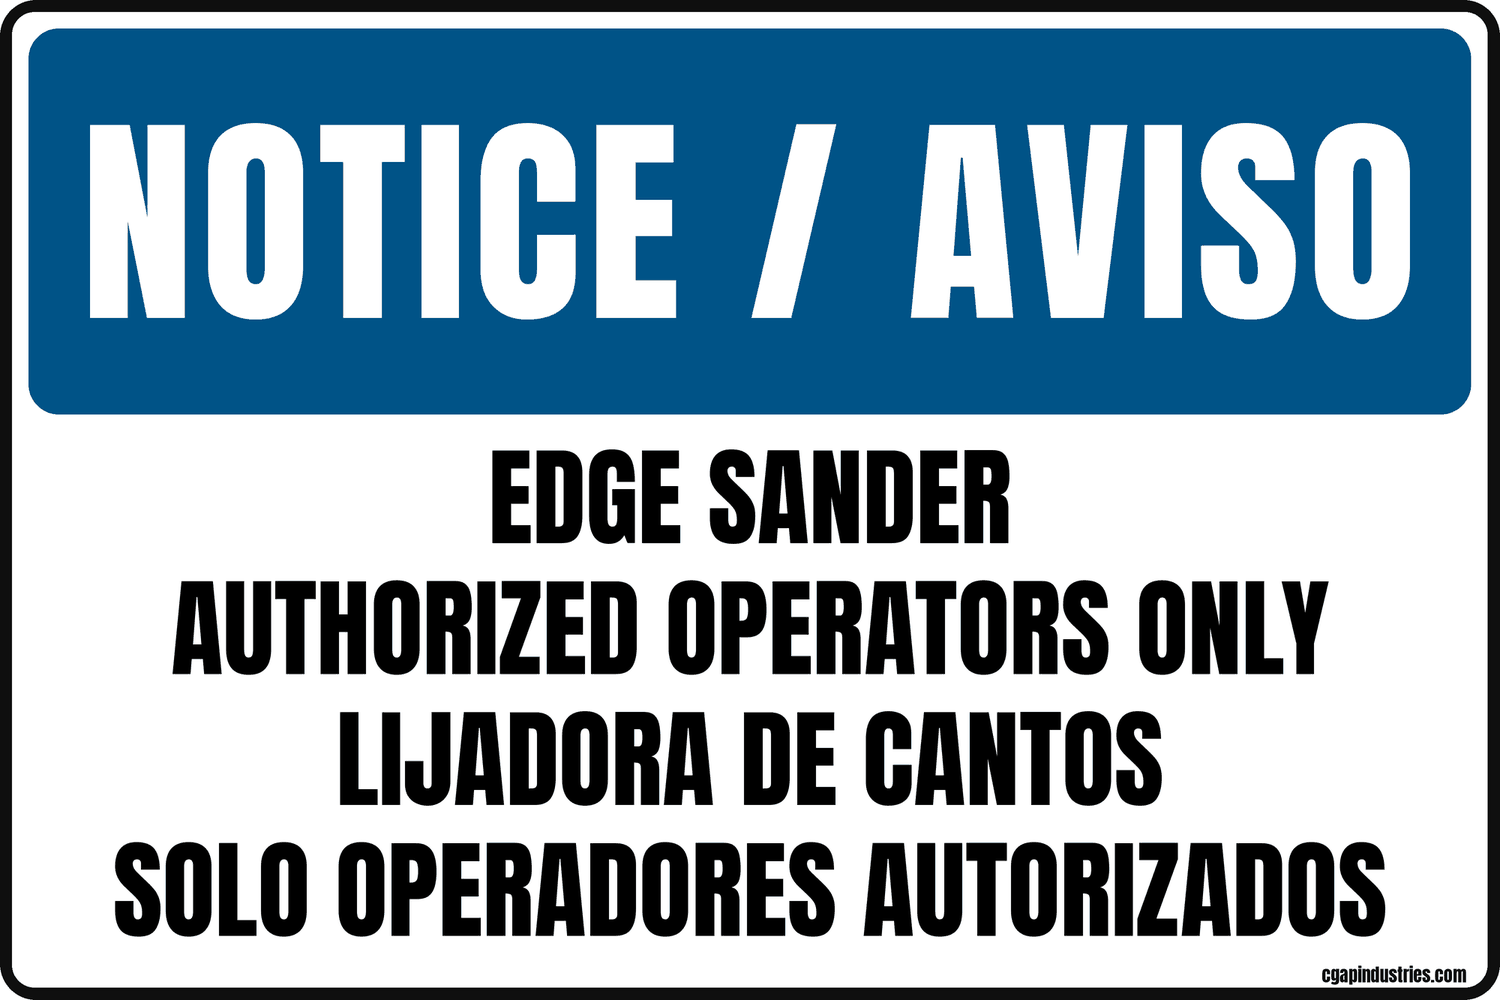 NOTICE / AVISO
EDGE SANDER
AUTHORIZED OPERATORS ONLY
LIJADORA DE CANTOS
SOLO OPERADORES AUTORIZADOS
cgapindustries.com